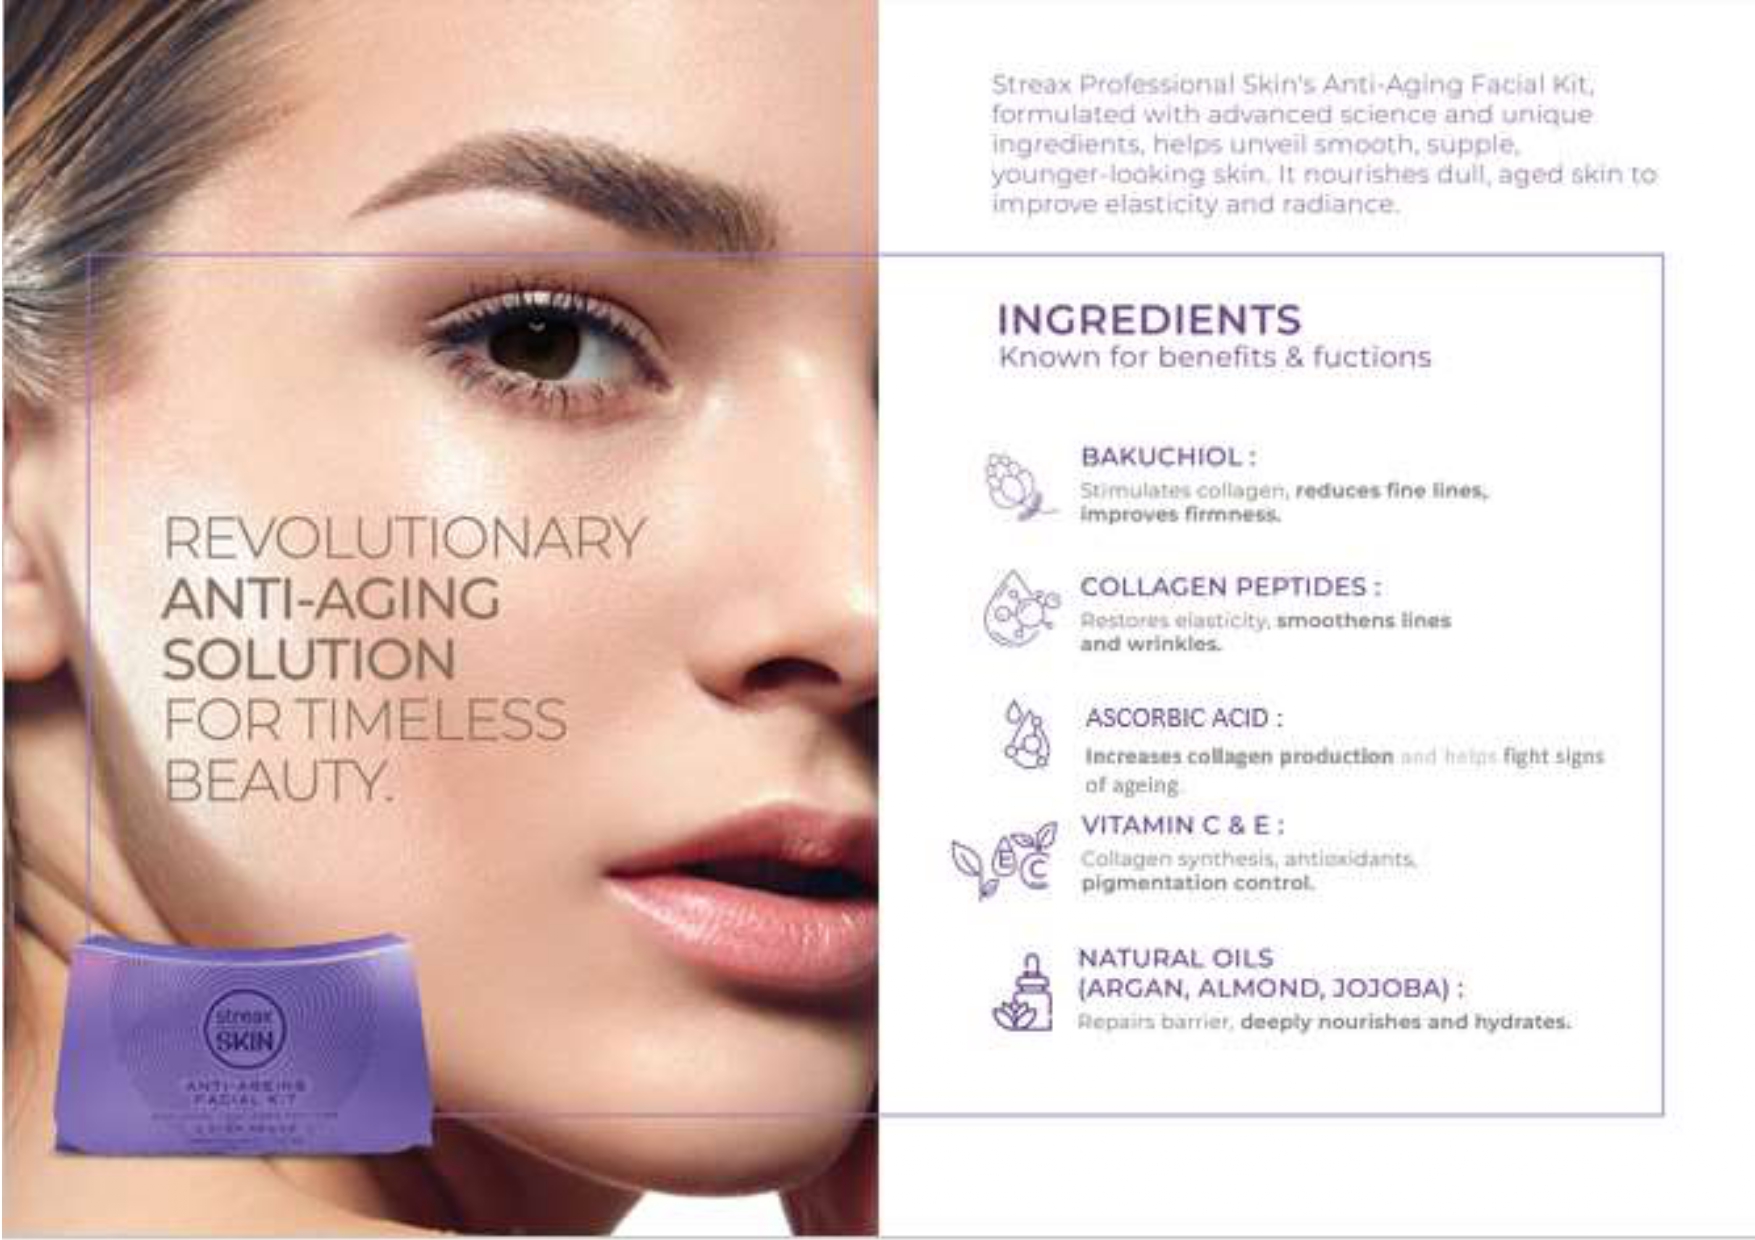 REVOLUTIONARY
ANTI-AGING
SOLUTION
FOR TIMELESS
BEAUTY.
streax
SKIN
ANTI-AGEING
FACIAL KIT
Streax Professional Skin's Anti-Aging Facial Kit,
formulated with advanced science and unique
ingredients, helps unveil smooth, supple,
younger-looking skin. It nourishes dull, aged skin to
improve elasticity and radiance.
INGREDIENTS
Known for benefits & fuctions
BAKUCHIOL :
Stimulates collagen, reduces fine lines,
improves firmness.
COLLAGEN PEPTIDES :
Restores elasticity, smoothens lines
and wrinkles.
ASCORBIC ACID :
Increases collagen production and helps fight signs
of ageing.
E C
VITAMIN C & E :
Collagen synthesis, antioxidants,
pigmentation control.
NATURAL OILS
(ARGAN, ALMOND, JOJOBA) :
Repairs barrier, deeply nourishes and hydrates.